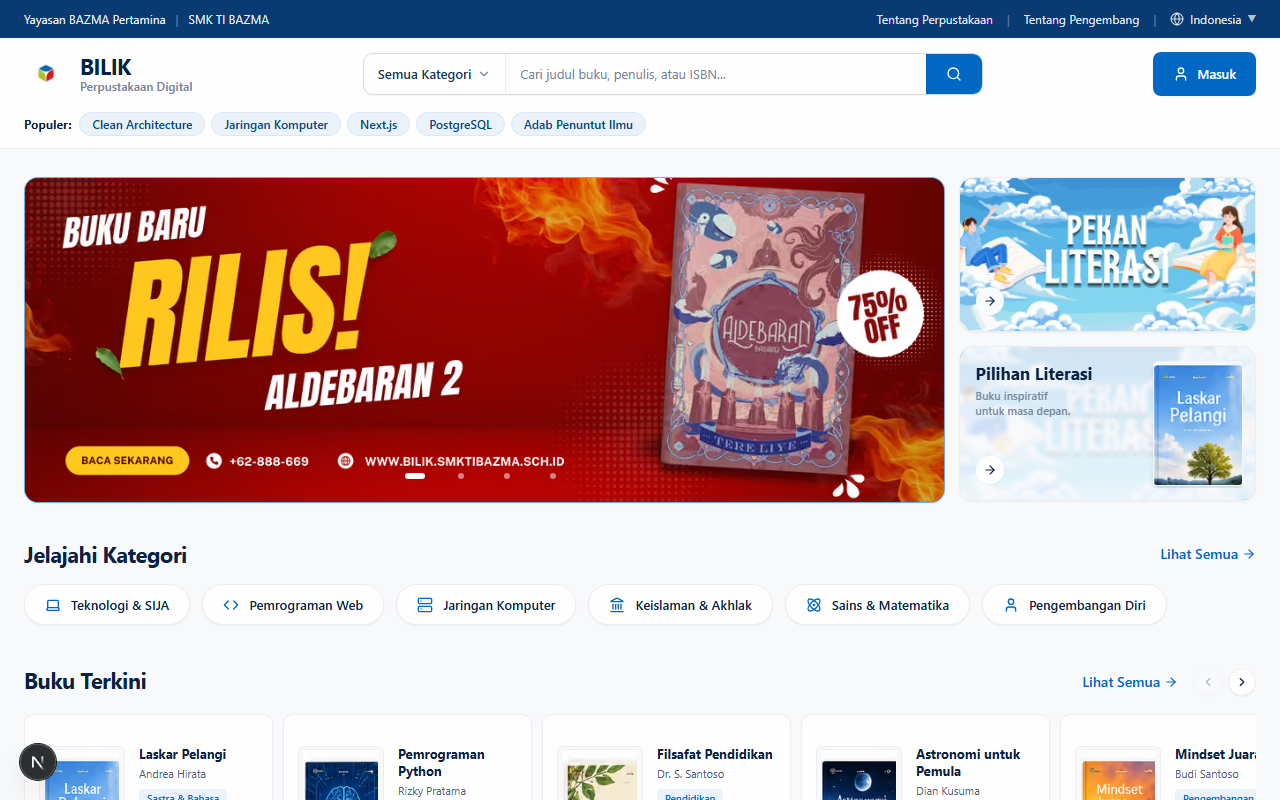 Yayasan BAZMA Pertamina | SMK TI BAZMA
Tentang Perpustakaan | Tentang Pengembang | Indonesia
BILIK
Perpustakaan Digital
Semua Kategori
Cari judul buku, penulis, atau ISBN...
Masuk
Populer: Clean Architecture Jaringan Komputer Next.js PostgreSQL Adab Penuntut Ilmu
BUKU BARU
RILIS!
ALDEBARAN 2
BACA SEKARANG
+62-888-669
WWW.BILIK.SMKTIBAZMA.SCH.ID
ALDEBARAN
TERE LIYE
75%
OFF
PEKAN
LITERASI
Pilihan Literasi
Buku inspiratif
untuk masa depan.
Laskar
Pelangi
Jelajahi Kategori
Lihat Semua
Teknologi & SIJA
Pemrograman Web
Jaringan Komputer
Keislaman & Akhlak
Sains & Matematika
Pengembangan Diri
Buku Terkini
Lihat Semua
N
Laskar
Laskar Pelangi
Andrea Hirata
Sastra & Bahasa
Pemrograman
Python
Rizky Pratama
Filsafat Pendidikan
Dr. S. Santoso
Pendidikan
Astronomi untuk
Pemula
Dian Kusuma
Mindset
Mindset Juara
Budi Santoso
Pengembangan